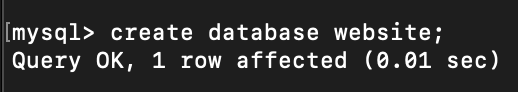 [mysql> create database website;
Query OK, 1 row affected (0.01 sec)